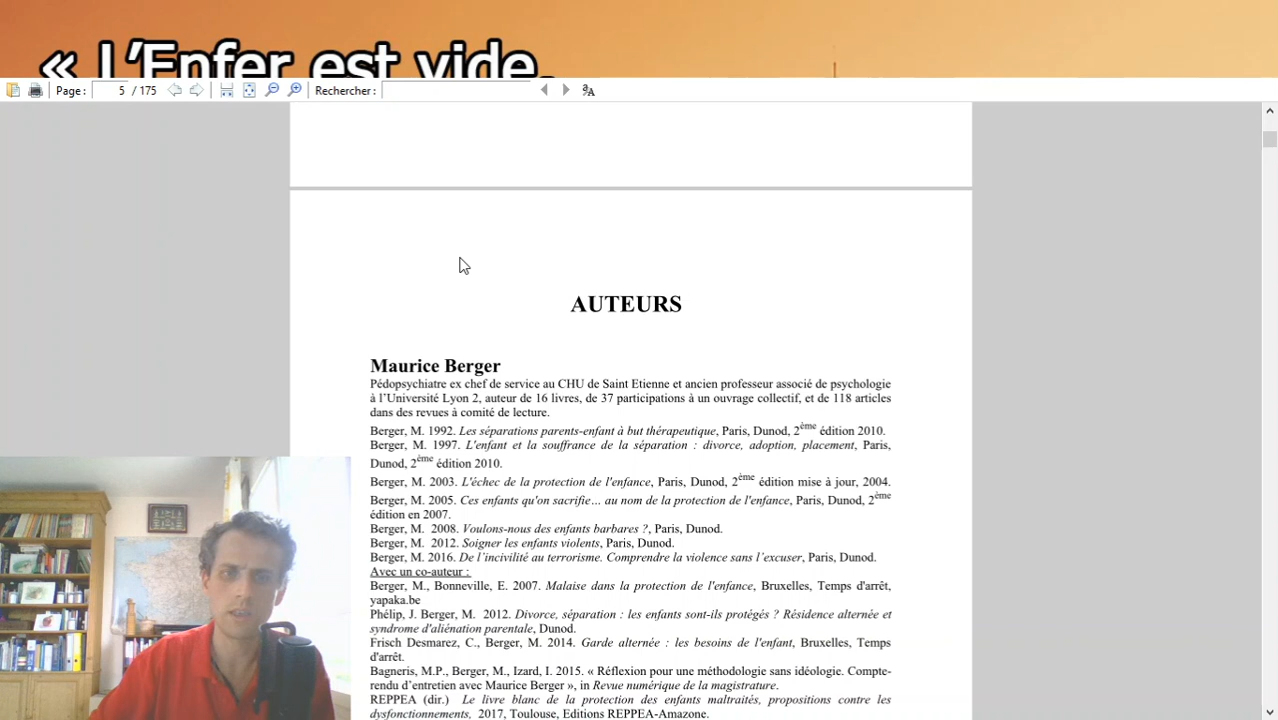 « L'Enfer est vide,
Page : 5 / 175 Rechercher :
AUTEURS
Maurice Berger
Pédopsychiatre ex chef de service au CHU de Saint Etienne et ancien professeur associé de psychologie
à l'Université Lyon 2, auteur de 16 livres, de 37 participations à un ouvrage collectif, et de 118 articles
dans des revues à comité de lecture.
Berger, M. 1992. Les séparations parents-enfant à but thérapeutique, Paris, Dunod, 2ème édition 2010.
Berger, M. 1997. L'enfant et la souffrance de la séparation : divorce, adoption, placement, Paris,
Dunod, 2ème édition 2010.
Berger, M. 2003. L'échec de la protection de l'enfance, Paris, Dunod, 2ème édition mise à jour, 2004.
Berger, M. 2005. Ces enfants qu'on sacrifie… au nom de la protection de l'enfance, Paris, Dunod, 2ème
édition en 2007.
Berger, M. 2008. Voulons-nous des enfants barbares ?, Paris, Dunod.
Berger, M. 2012. Soigner les enfants violents, Paris, Dunod.
Berger, M. 2016. De l'incivilité au terrorisme. Comprendre la violence sans l'excuser, Paris, Dunod.
Avec un co-auteur :
Berger, M., Bonneville, E. 2007. Malaise dans la protection de l'enfance, Bruxelles, Temps d'arrêt,
yapaka.be
Phélip, J. Berger, M. 2012. Divorce, séparation : les enfants sont-ils protégés ? Résidence alternée et
syndrome d'aliénation parentale, Dunod.
Frisch Desmarez, C., Berger, M. 2014. Garde alternée : les besoins de l'enfant, Bruxelles, Temps
d'arrêt.
Bagneris, M.P., Berger, M., Izard, I. 2015. « Réflexion pour une méthodologie sans idéologie. Compte-
rendu d'entretien avec Maurice Berger », in Revue numérique de la magistrature.
REPPEA (dir.) Le livre blanc de la protection des enfants maltraités, propositions contre les
dysfonctionnements, 2017, Toulouse, Editions REPPEA-Amazone.